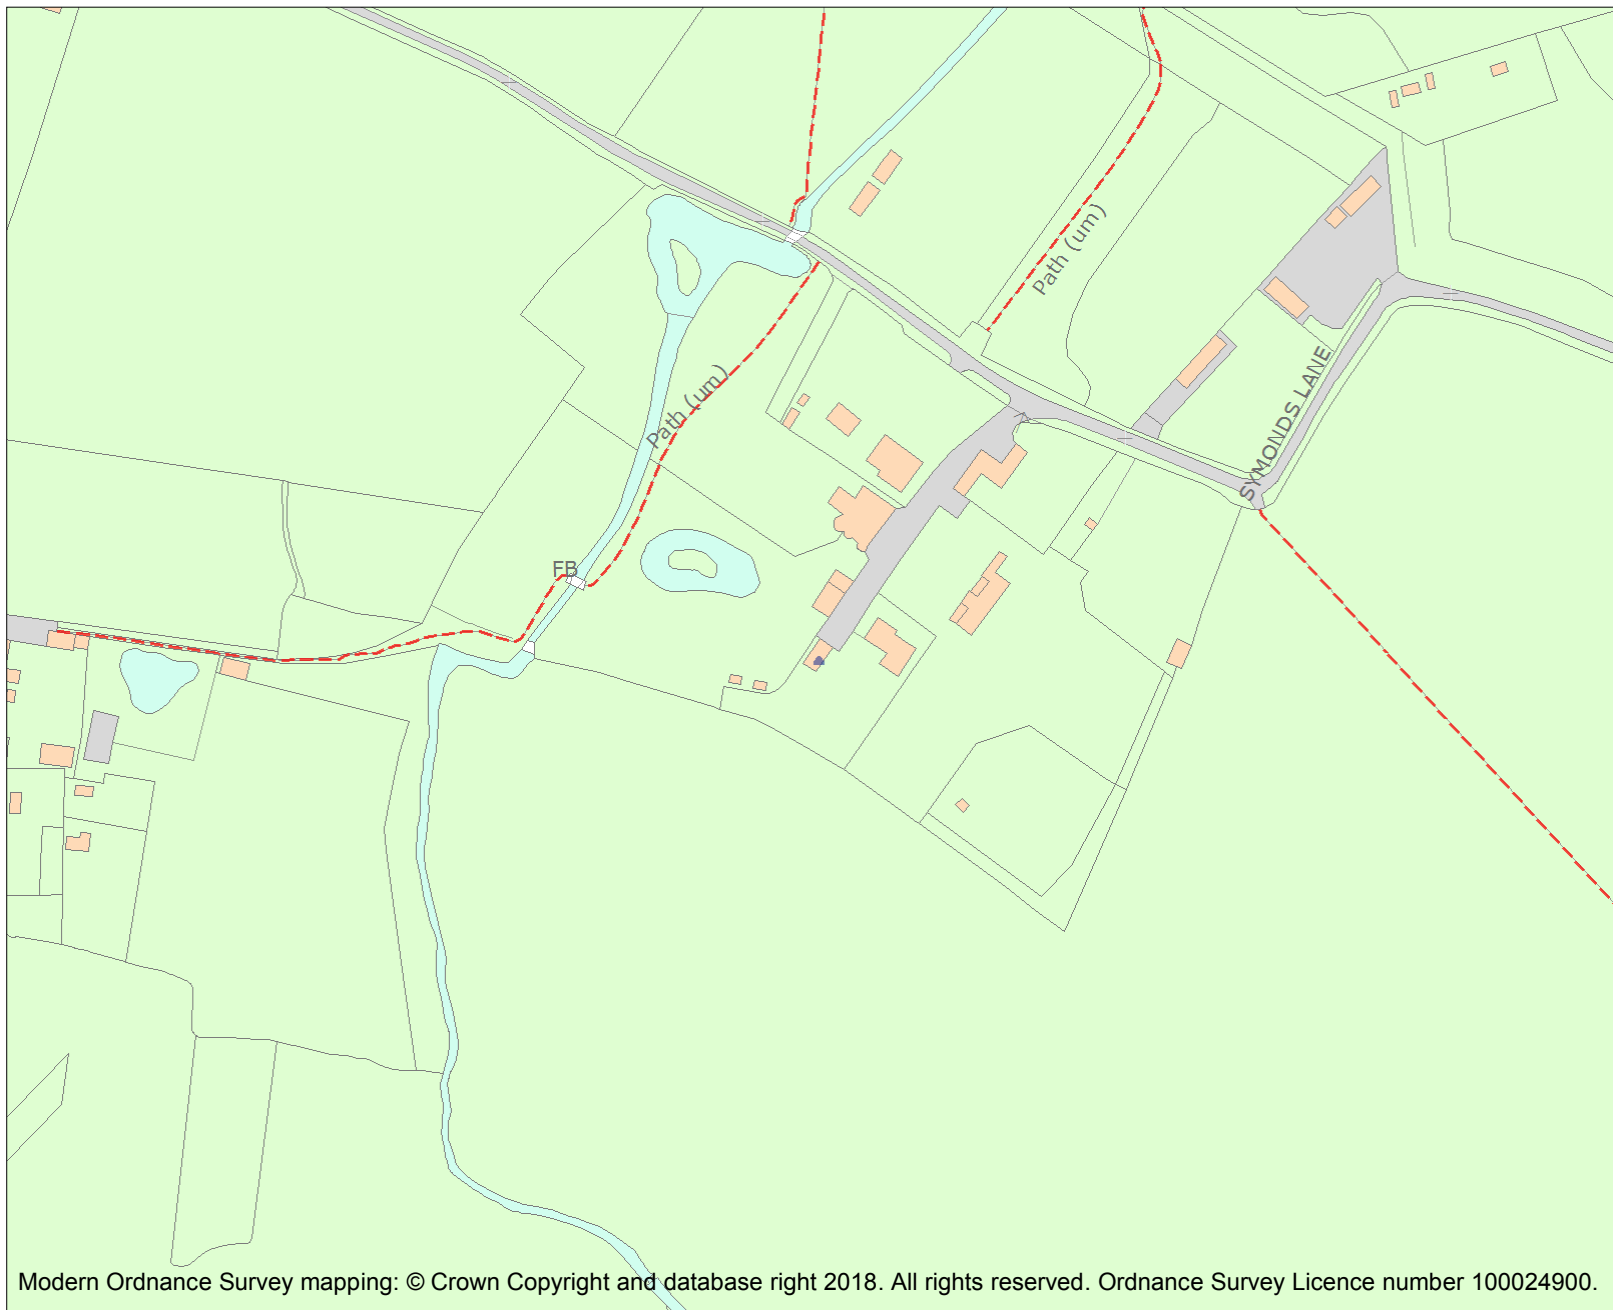 Path (um)
Path (um)
SYMONDS LANE
FB
Modern Ordnance Survey mapping: © Crown Copyright and database right 2018. All rights reserved. Ordnance Survey Licence number 100024900.